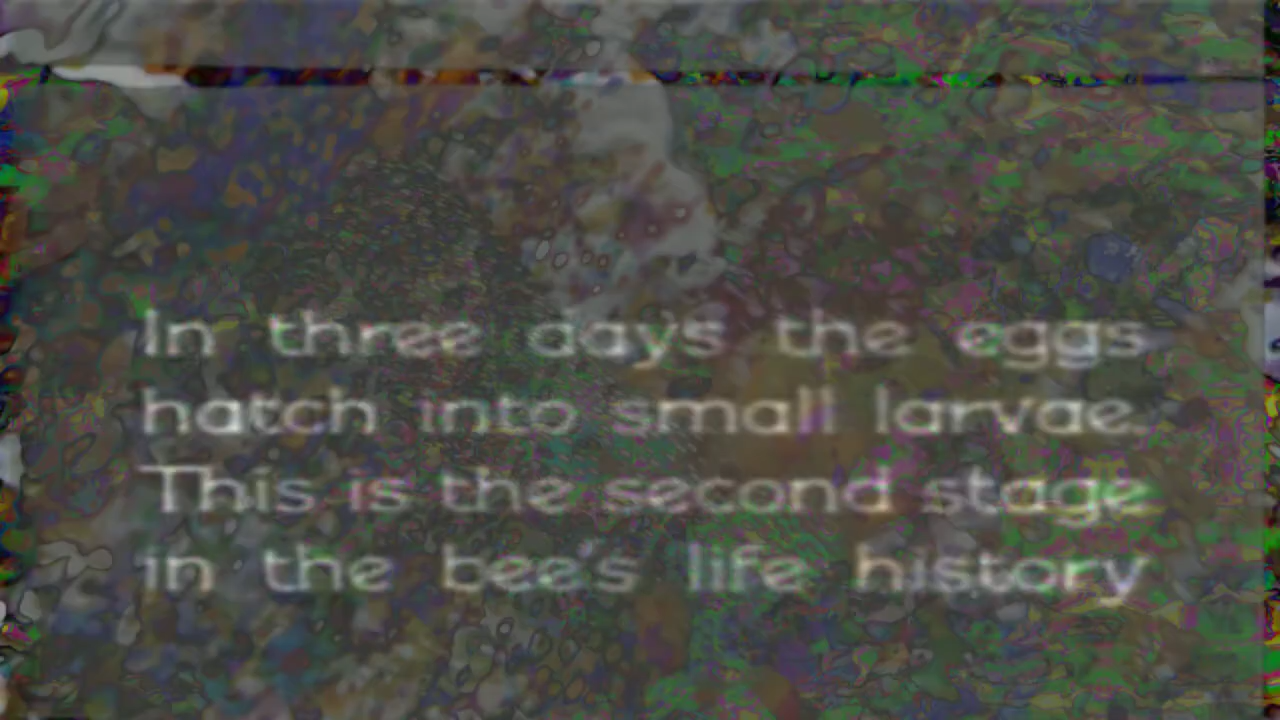 In three days the eggs
hatch into small larvae.
This is the second stage
in the bee's life history